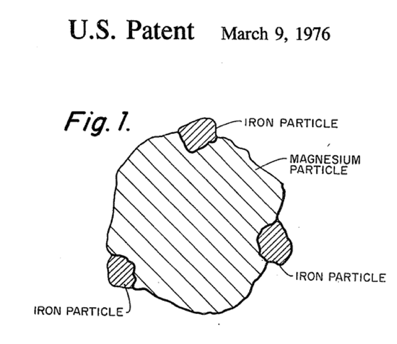 U.S. Patent March 9, 1976
Fig. 1.
IRON PARTICLE
MAGNESIUM
PARTICLE
IRON PARTICLE
IRON PARTICLE